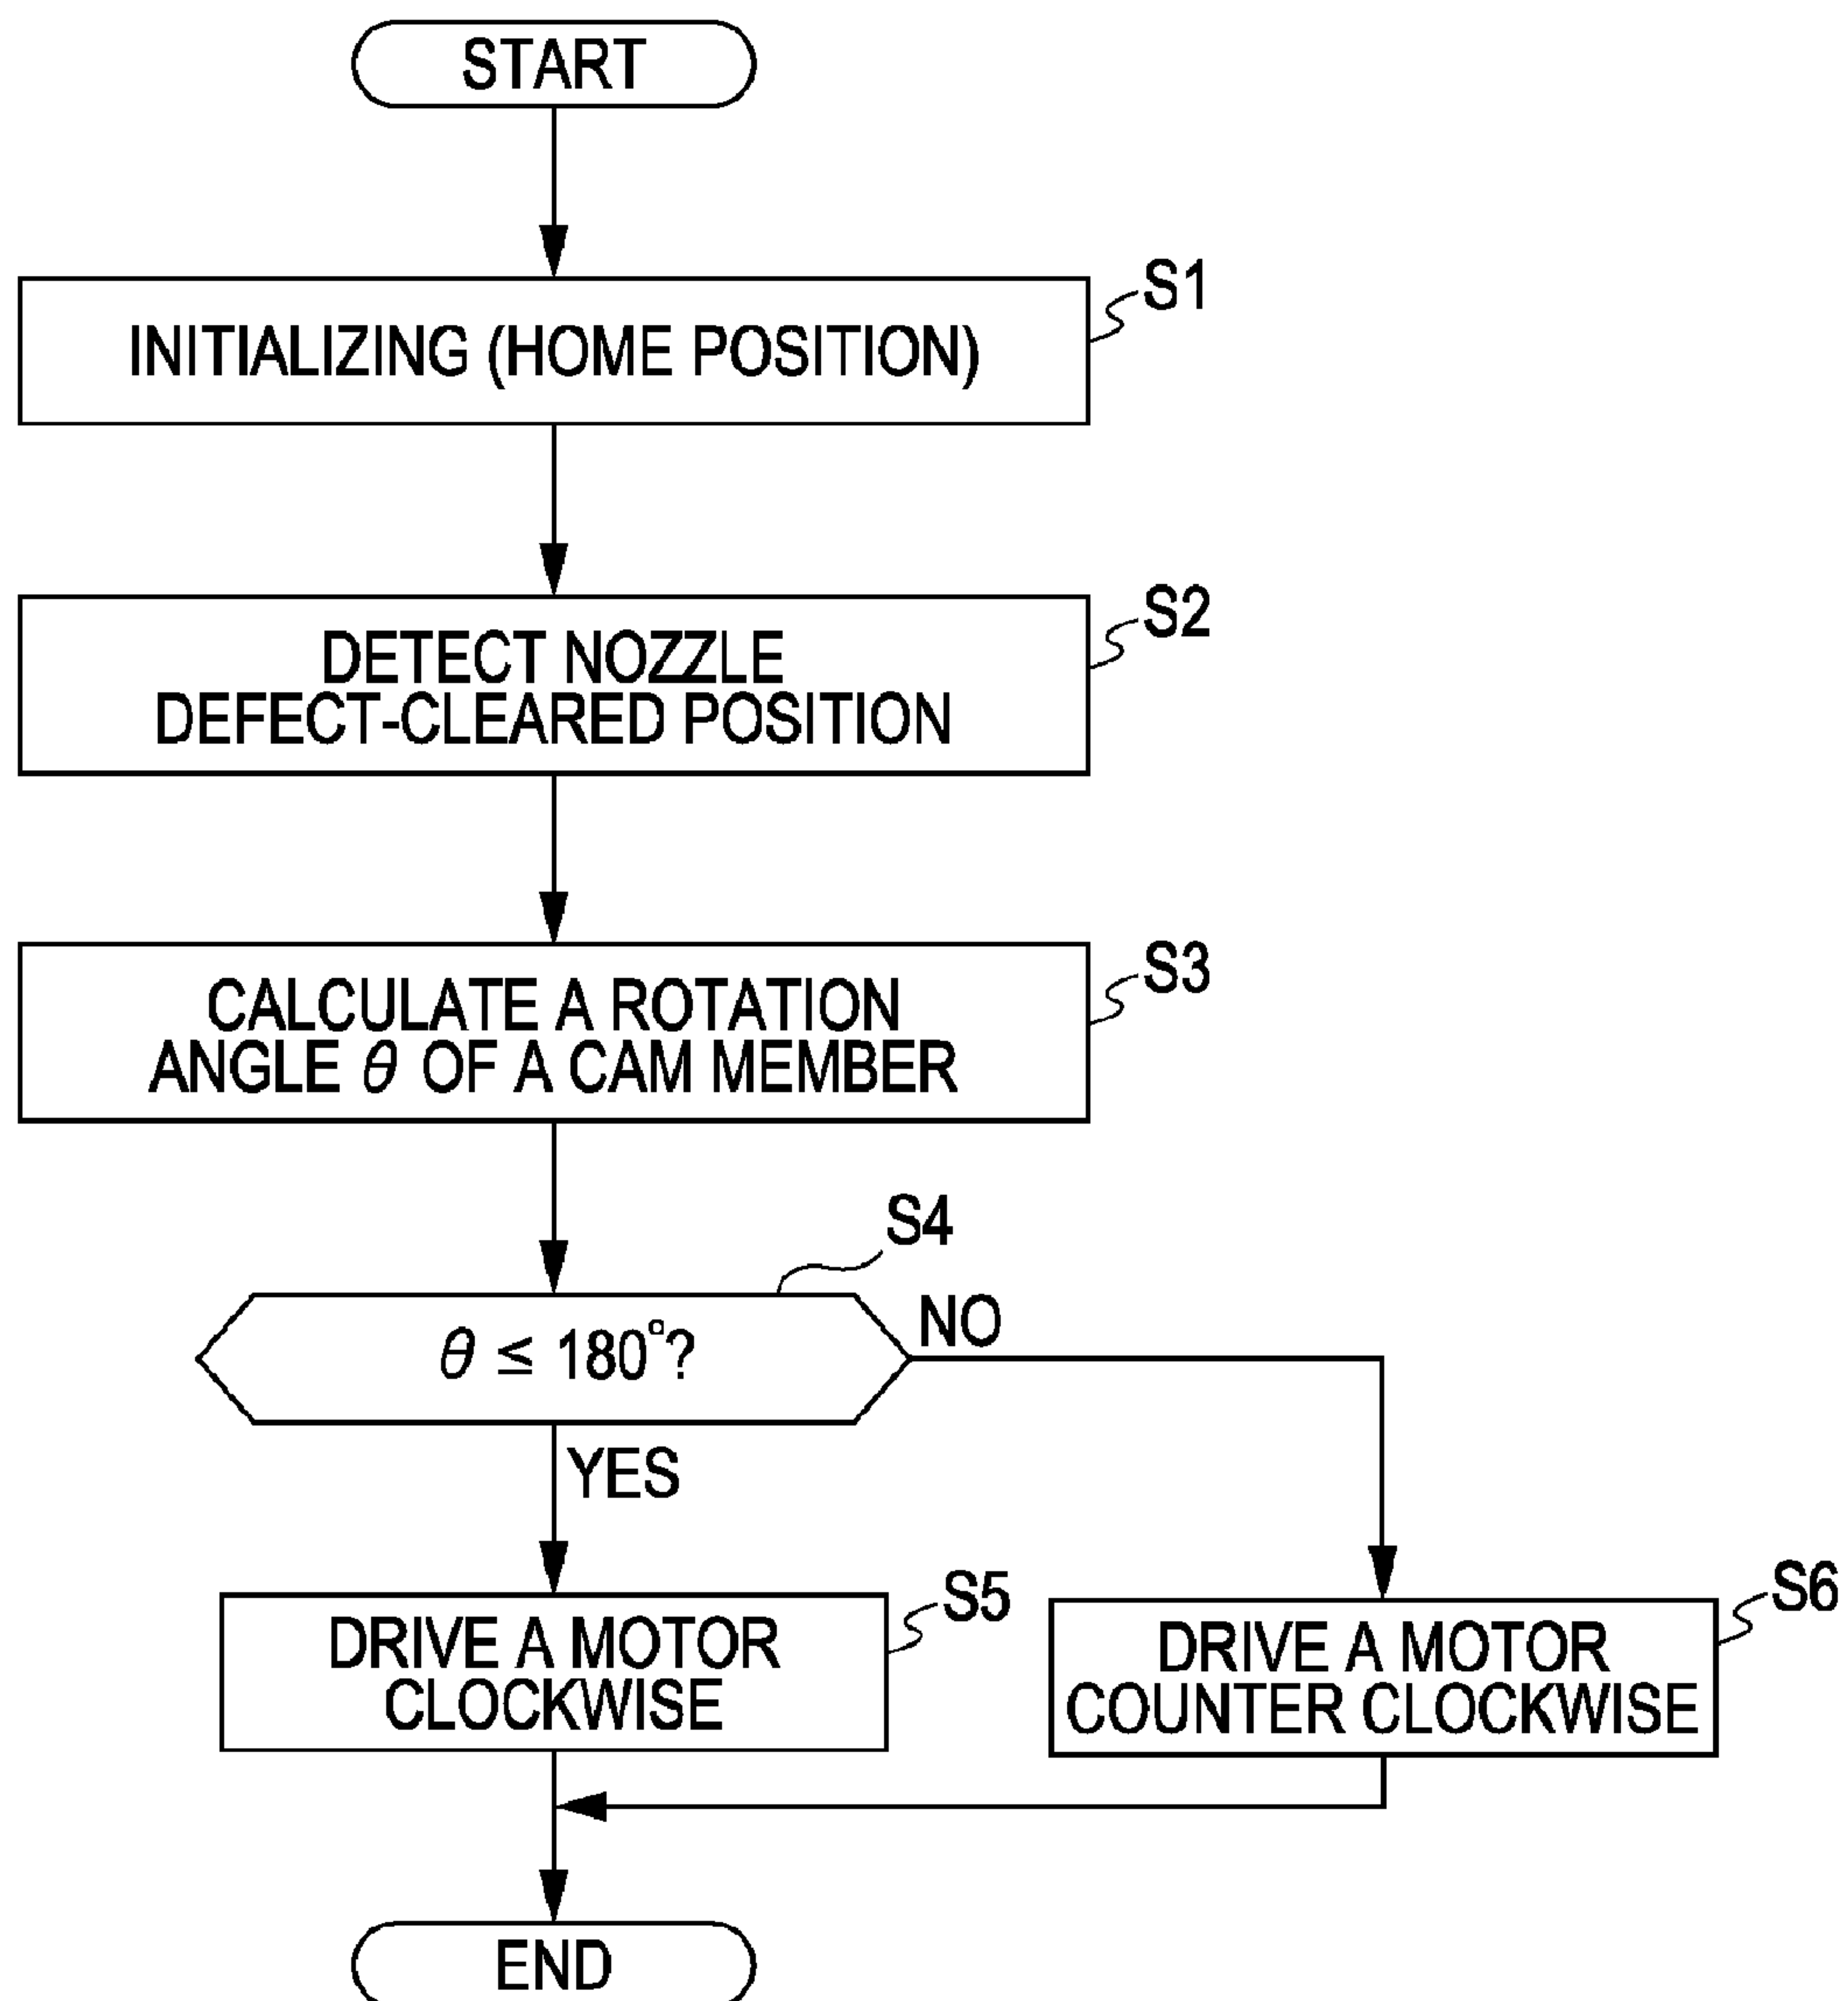 START
INITIALIZING (HOME POSITION)
S1
DETECT NOZZLE
DEFECT-CLEARED POSITION
S2
CALCULATE A ROTATION
ANGLE θ OF A CAM MEMBER
S3
S4
θ ≤ 180°?
NO
YES
DRIVE A MOTOR
CLOCKWISE
S5
DRIVE A MOTOR
COUNTER CLOCKWISE
S6
END